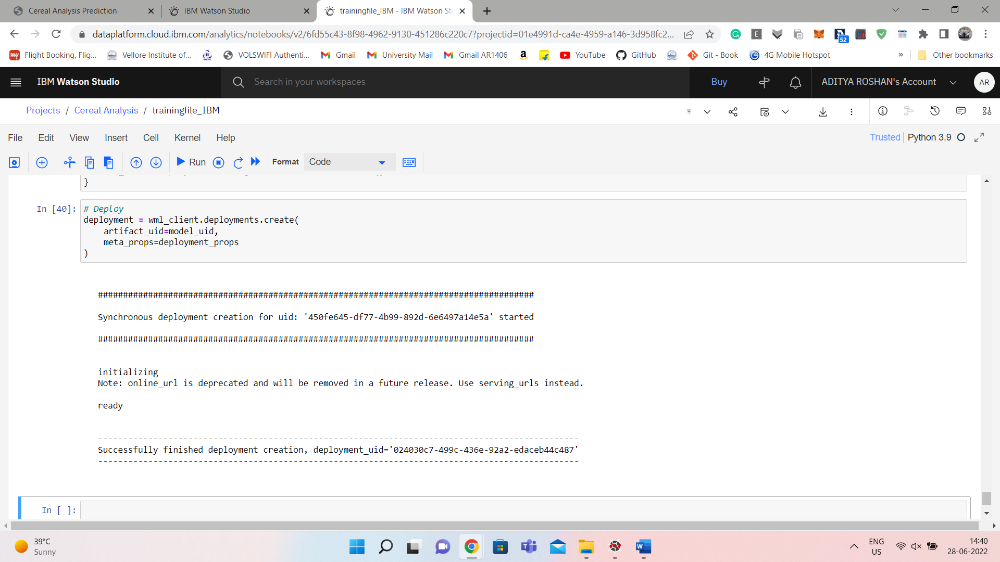 Cereal Analysis Prediction
IBM Watson Studio
trainingfile_IBM - IBM Watson Stu
dataplatform.cloud.ibm.com/analytics/notebooks/v2/6fd55c43-8f98-4962-9130-451286c220c7?projectid=01e4991d-ca4e-4959-a146-3d958fc2...
52
my Flight Booking, Flig... Vellore Institute of... VOLSWIFI Authenti... Gmail University Mail Gmail AR1406 YouTube GitHub Git - Book 4G Mobile Hotspot » Other bookmarks
IBM Watson Studio
Search in your workspaces
Buy
ADITYA ROSHAN's Account
AR
Projects / Cereal Analysis / trainingfile_IBM
File Edit View Insert Cell Kernel Help
Trusted | Python 3.9
Run
Format
Code
}
In [40]:
# Deploy
deployment = wml_client.deployments.create(
artifact_uid=model_uid,
meta_props=deployment_props
)
#######################################################################################
Synchronous deployment creation for uid: '450fe645-df77-4b99-892d-6e6497a14e5a' started
#######################################################################################
initializing
Note: online_url is deprecated and will be removed in a future release. Use serving_urls instead.
ready
------------------------------------------------------------------------------------------------
Successfully finished deployment creation, deployment_uid='024030c7-499c-436e-92a2-edaceb44c487'
------------------------------------------------------------------------------------------------
In [ ]:
39°C
Sunny
ENG
US
14:40
28-06-2022